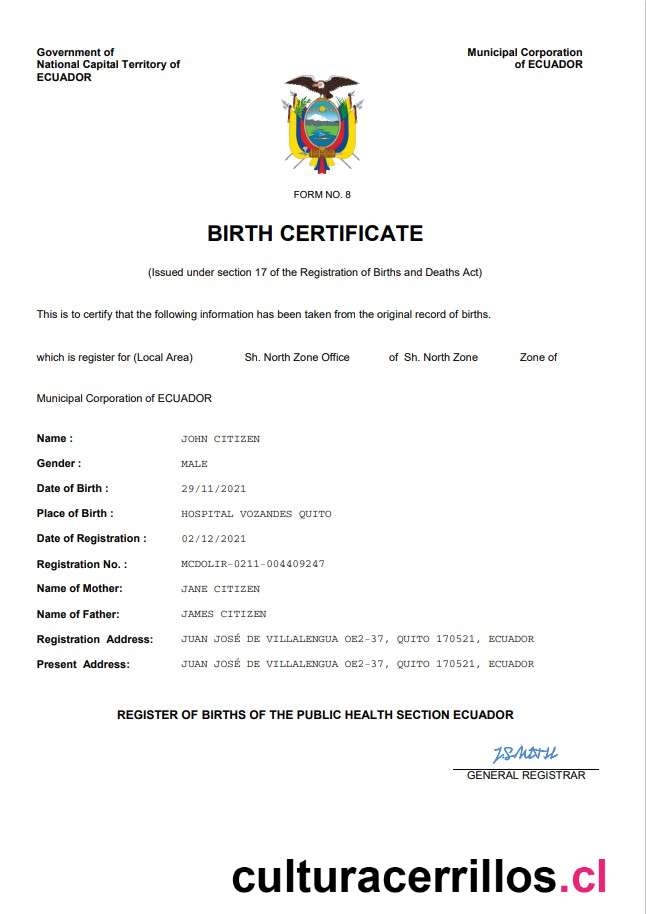 Government of
National Capital Territory of
ECUADOR
Municipal Corporation
of ECUADOR
FORM NO. 8
BIRTH CERTIFICATE
(Issued under section 17 of the Registration of Births and Deaths Act)
This is to certify that the following information has been taken from the original record of births.
which is register for (Local Area) Sh. North Zone Office of Sh. North Zone Zone of
Municipal Corporation of ECUADOR
Name : JOHN CITIZEN
Gender : MALE
Date of Birth : 29/11/2021
Place of Birth : HOSPITAL VOZANDES QUITO
Date of Registration : 02/12/2021
Registration No. : MCDOLIR-0211-004409247
Name of Mother: JANE CITIZEN
Name of Father: JAMES CITIZEN
Registration Address: JUAN JOSÉ DE VILLALENGUA OE2-37, QUITO 170521, ECUADOR
Present Address: JUAN JOSÉ DE VILLALENGUA OE2-37, QUITO 170521, ECUADOR
REGISTER OF BIRTHS OF THE PUBLIC HEALTH SECTION ECUADOR
GENERAL REGISTRAR
culturacerrillos.cl